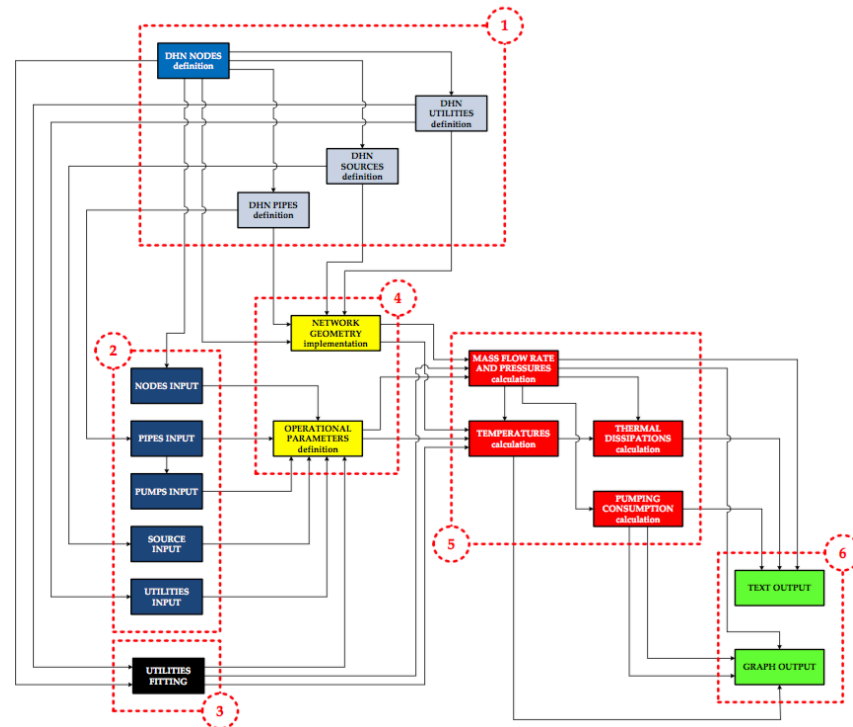 1
DHN NODES
definition
DHN
UTILITIES
definition
DHN
SOURCES
definition
DHN PIPES
definition
4
NETWORK
GEOMETRY
implementation
2
5
MASS FLOW RATE
AND PRESSURES
calculation
NODES INPUT
OPERATIONAL
PARAMETERS
definition
PIPES INPUT
TEMPERATURES
calculation
THERMAL
DISSIPATIONS
calculation
PUMPS INPUT
PUMPING
CONSUMPTION
calculation
SOURCE
INPUT
6
UTILITIES
INPUT
TEXT OUTPUT
UTILITIES
FITTING
GRAPH OUTPUT
3